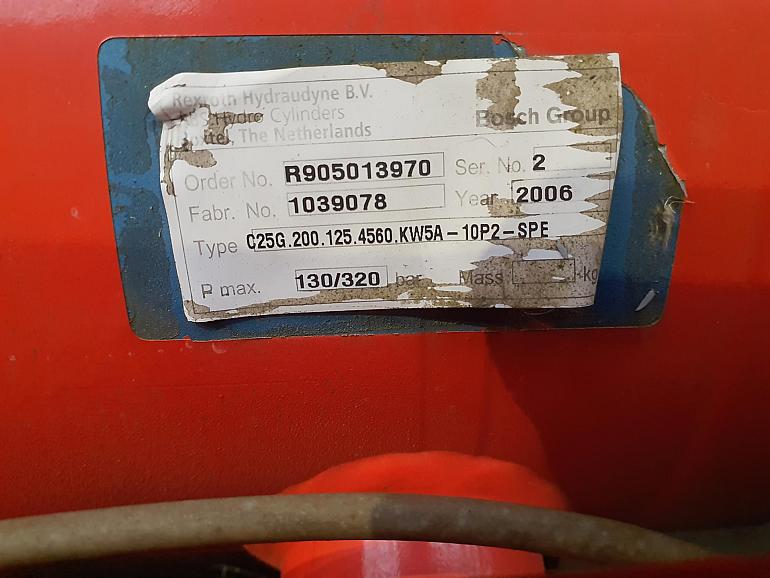 Rexroth Hydraudyne B.V.
Hydro Cylinders
Boxtel, The Netherlands
Bosch Group
Order No. R905013970 Ser. No. 2
Fabr. No. 1039078 Year 2006
Type C25G.200.125.4560.KW5A-10P2-SPE
P max. 130/320 bar Mass kg